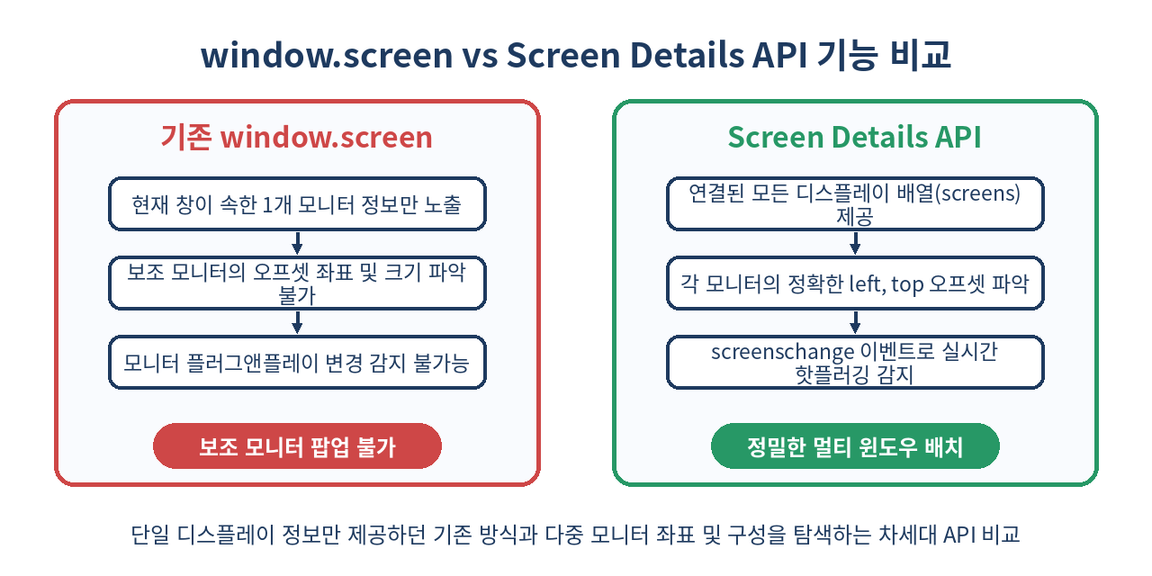 window.screen vs Screen Details API 기능 비교
기존 window.screen
현재 창이 속한 1개 모니터 정보만 노출
보조 모니터의 오프셋 좌표 및 크기 파악
불가
모니터 플러그앤플레이 변경 감지 불가능
보조 모니터 팝업 불가
Screen Details API
연결된 모든 디스플레이 배열(screens)
제공
각 모니터의 정확한 left, top 오프셋 파악
screenschange 이벤트로 실시간
핫플러깅 감지
정밀한 멀티 윈도우 배치
단일 디스플레이 정보만 제공하던 기존 방식과 다중 모니터 좌표 및 구성을 탐색하는 차세대 API 비교